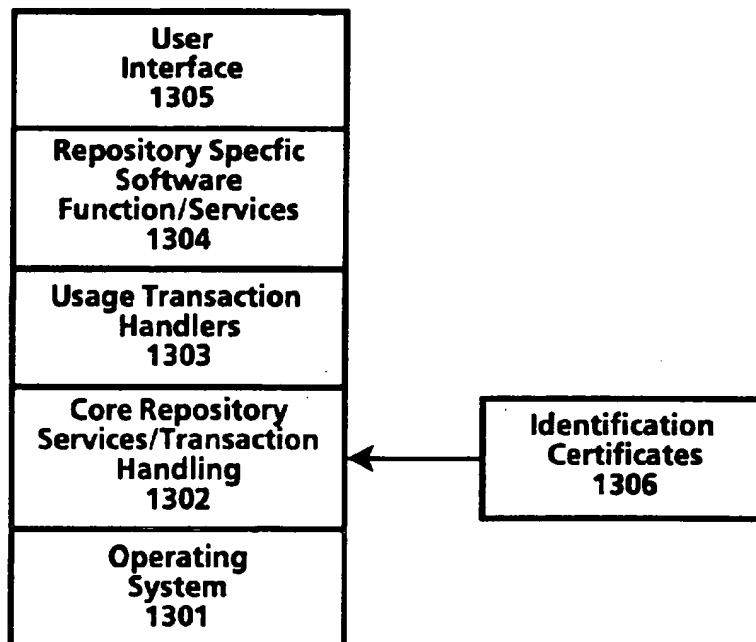 User
Interface
1305
Repository Specfic
Software
Function/Services
1304
Usage Transaction
Handlers
1303
Core Repository
Services/Transaction
Handling
1302
Identification
Certificates
1306
Operating
System
1301